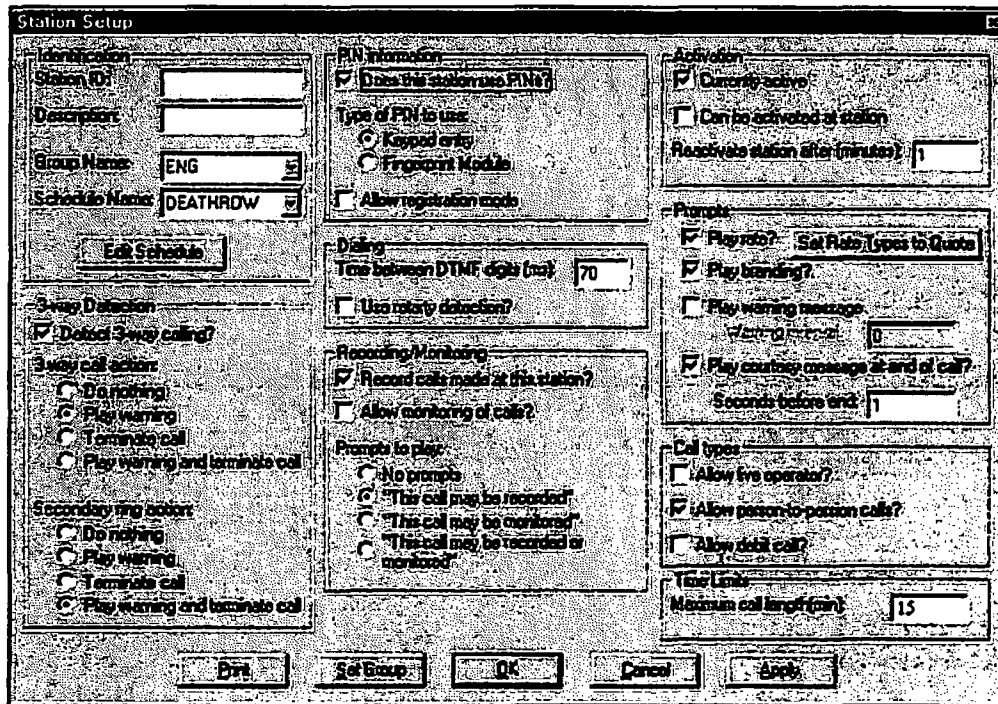 Station Setup
Identification
Station ID:
Description:
Group Name: ENG
Schedule Name: DEATHROW
Edit Schedule
3-way Detection
Detect 3-way calling?
3-way call action:
Do nothing
Play warning
Terminate call
Play warning and terminate call
Secondary ring action:
Do nothing
Play warning
Terminate call
Play warning and terminate call
PIN information
Does this station use PINs?
Type of PIN to use:
Keypad entry
Fingerprint Module
Allow registration mode
Dialing
Time between DTMF digits (ms): 70
Use rotary detection?
Recording/Monitoring
Record calls made at this station?
Allow monitoring of calls?
Prompts to play:
No prompts
"This call may be recorded"
"This call may be monitored"
"This call may be recorded or
monitored"
Activation
Currently active
Can be activated at station
Reactivate station after (minutes): 1
Prompts
Play rate? Set Rate Types to Quote
Play branding?
Play warning message
Warning interval: 0
Play courtesy message at end of call?
Seconds before end: 1
Call types
Allow live operator?
Allow person-to-person calls?
Allow debit call?
Time Limits
Maximum call length(min): 15
Print
Set Group
OK
Cancel
Apply